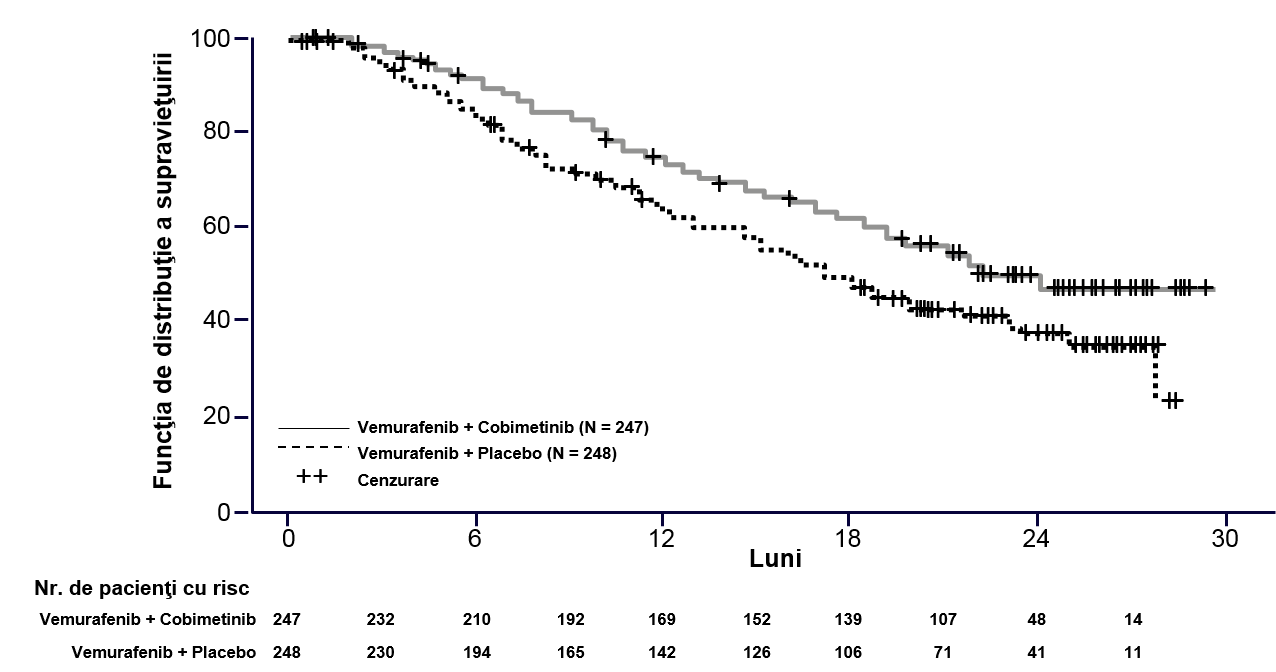 Funcţia de distribuţie a supravieţuirii
100
80
60
40
20
0
Vemurafenib + Cobimetinib (N = 247)
Vemurafenib + Placebo (N = 248)
Cenzurare
0 6 12 18 24 30
Luni
Nr. de pacienţi cu risc
Vemurafenib + Cobimetinib 247 232 210 192 169 152 139 107 48 14
Vemurafenib + Placebo 248 230 194 165 142 126 106 71 41 11